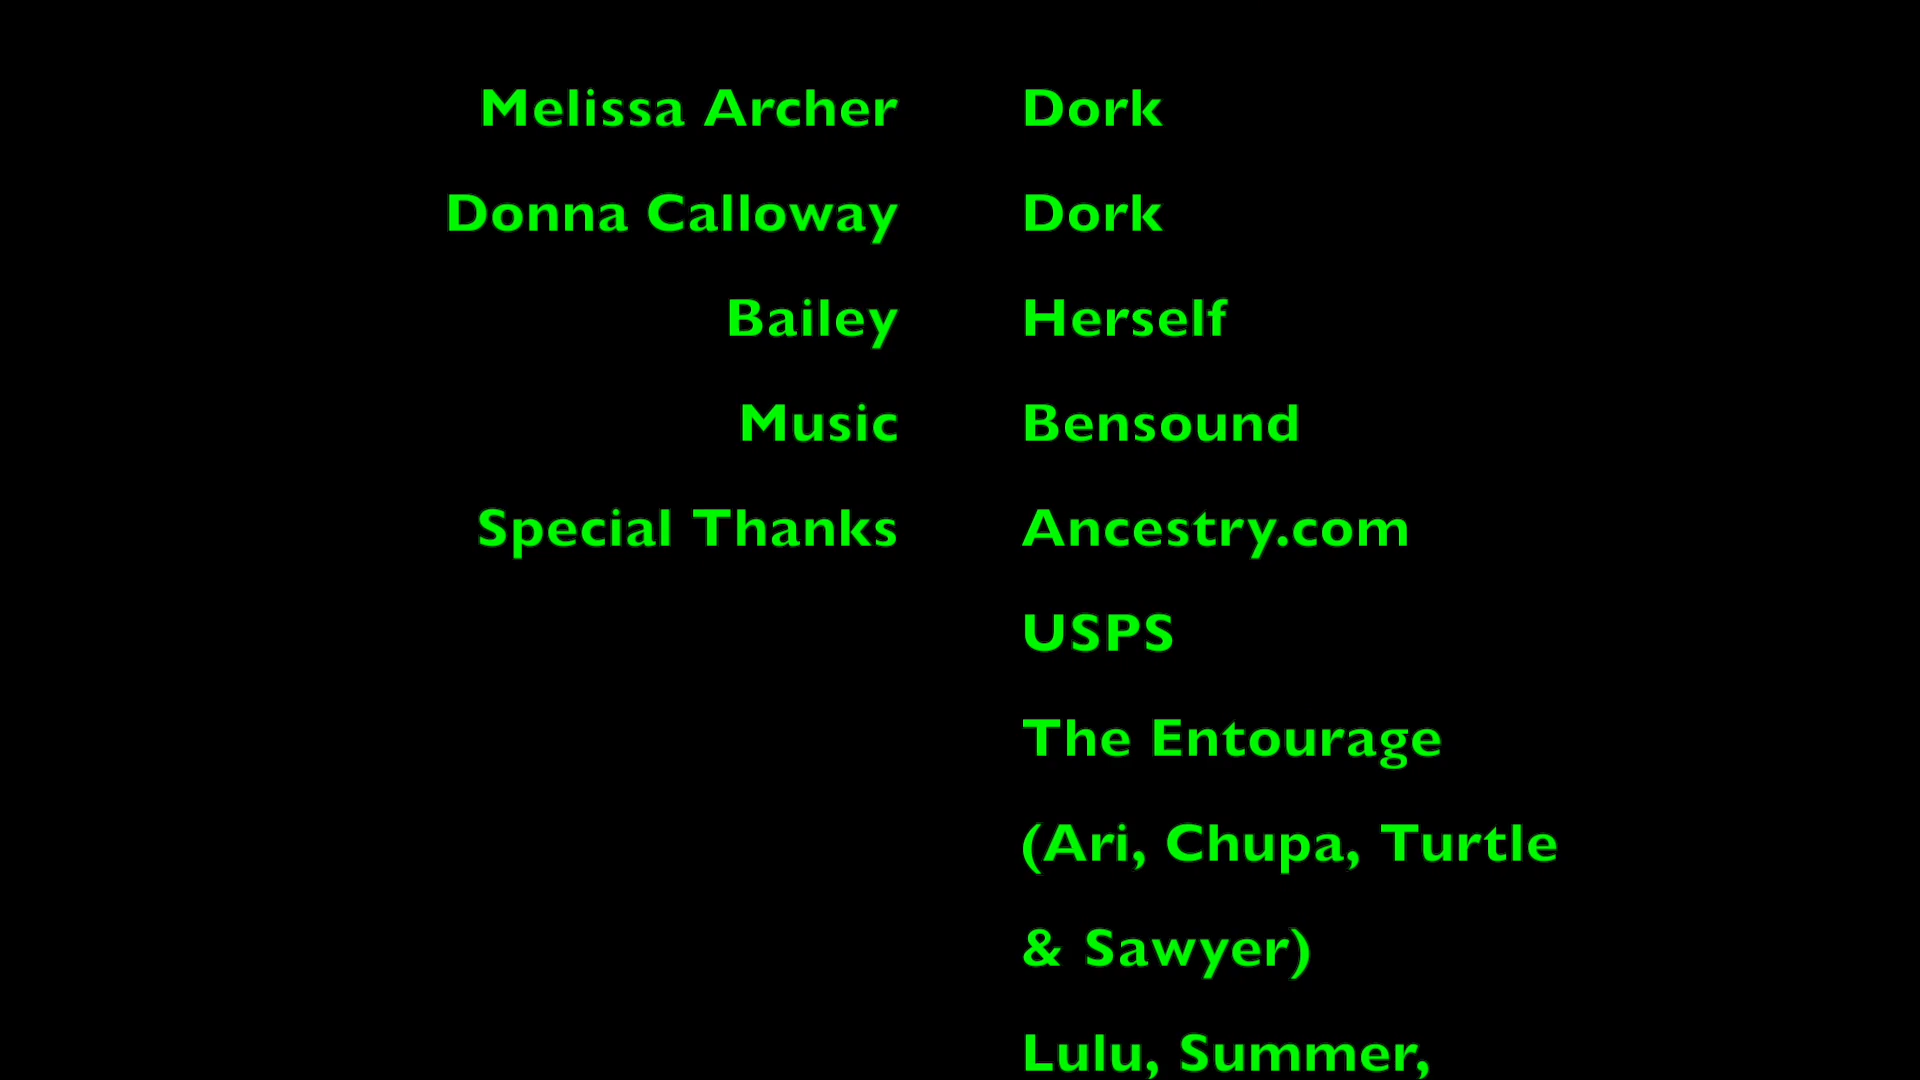 Melissa Archer Dork
Donna Calloway Dork
Bailey Herself
Music Bensound
Special Thanks Ancestry.com
USPS
The Entourage
(Ari, Chupa, Turtle
& Sawyer)
Lulu, Summer,